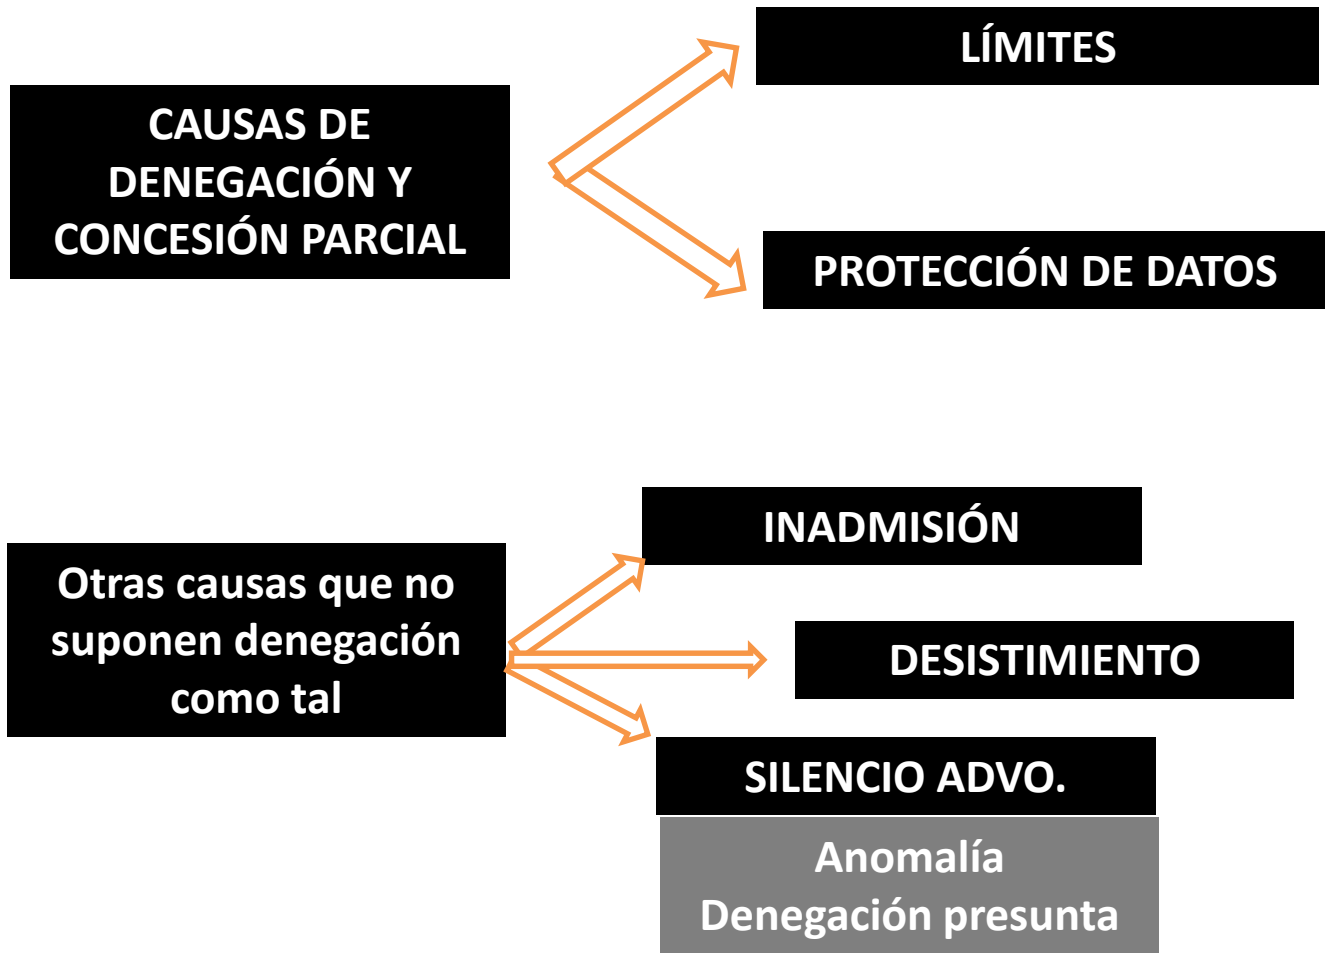 CAUSAS DE
DENEGACIÓN Y
CONCESIÓN PARCIAL
LÍMITES
PROTECCIÓN DE DATOS
Otras causas que no
suponen denegación
como tal
INADMISIÓN
DESISTIMIENTO
SILENCIO ADVO.
Anomalía
Denegación presunta